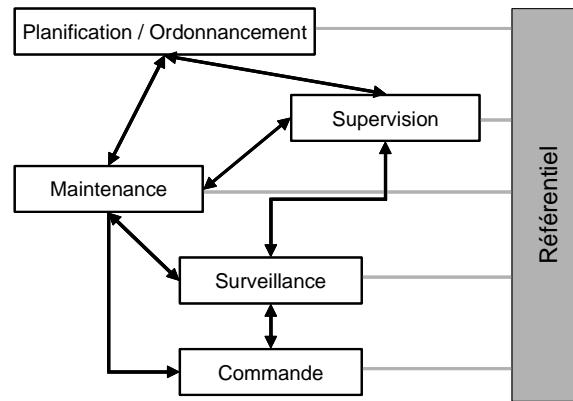 Planification / Ordonnancement
Supervision
Maintenance
Surveillance
Commande
Référentiel